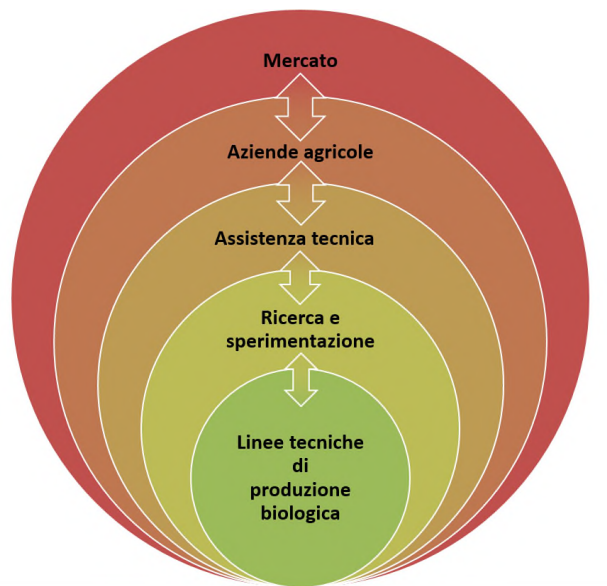 Mercato
Aziende agricole
Assistenza tecnica
Ricerca e
sperimentazione
Linee tecniche
di
produzione
biologica